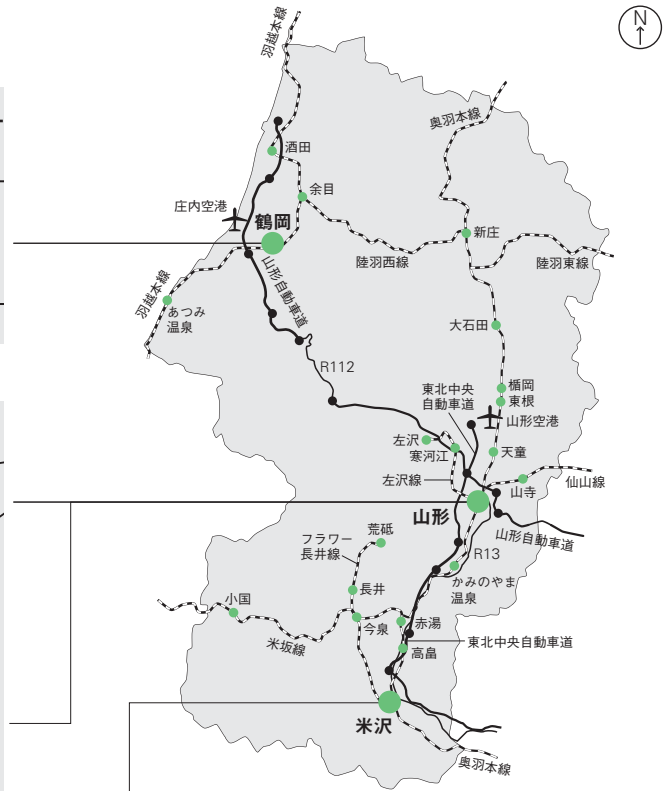 N
羽越本線
奥羽本線
酒田
余目
庄内空港
鶴岡
新庄
陸羽西線
陸羽東線
羽越本線
山形自動車道
あつみ
温泉
大石田
R112
楯岡
東根
東北中央
自動車道
山形空港
左沢
寒河江
天童
左沢線
山寺
仙山線
山形
山形自動車道
フラワー
長井線
荒砥
R13
かみのやま
温泉
長井
小国
今泉
赤湯
米坂線
東北中央自動車道
高畠
米沢
奥羽本線